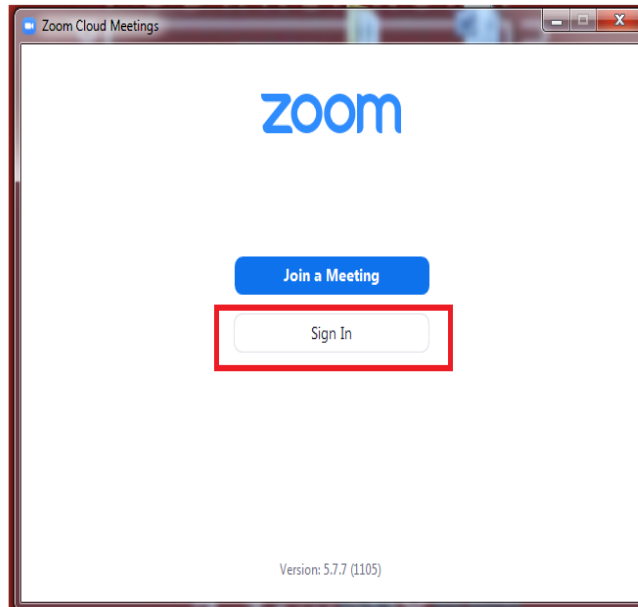 Zoom Cloud Meetings
zoom
Join a Meeting
Sign In
Version: 5.7.7 (1105)